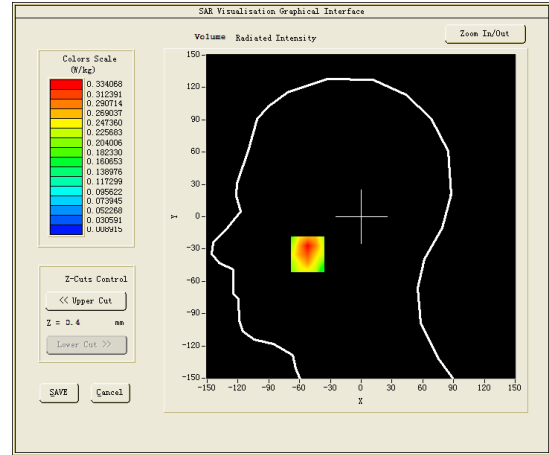 SAR Visualisation Graphical Interface
Volume Radiated Intensity
Zoom In/Out
Colors Scale
(W/kg)
0.334068
0.312391
0.290714
0.269037
0.247360
0.225683
0.204006
0.182330
0.160653
0.138976
0.117299
0.095622
0.073945
0.052268
0.030591
0.008915
Z-Cuts Control
<< Upper Cut
Z = 0.4 mm
Lower Cut >>
SAVE Cancel
150
120
90
60
30
Y 0
-30
-60
-90
-120
-150
-150 -120 -90 -60 -30 0 30 60 90 120 150
X